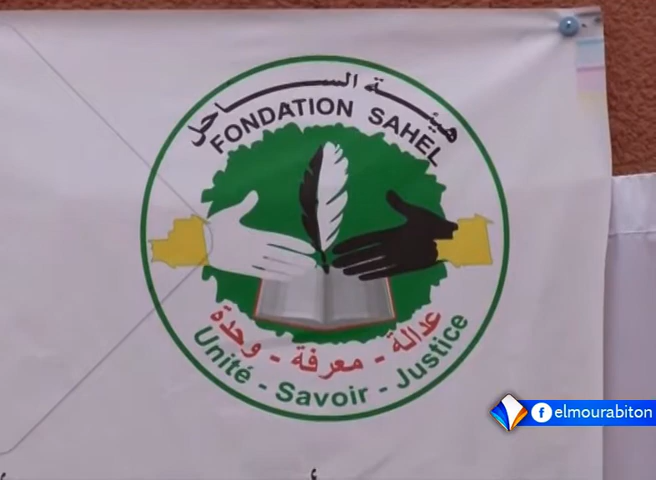 هيئة الساحل
FONDATION SAHEL
عدالة - معرفة - وحدة
Unité - Savoir - Justice
elmourabiton